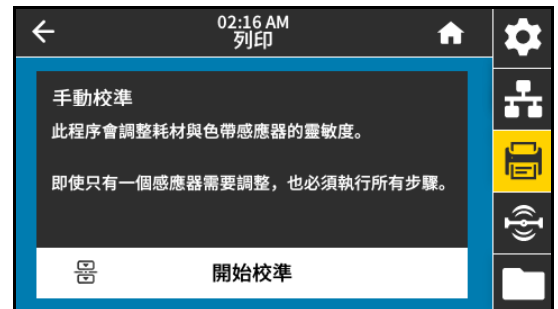 02:16 AM
列印
手動校準
此程序會調整耗材與色帶感應器的靈敏度。
即使只有一個感應器需要調整，也必須執行所有步驟。
開始校準